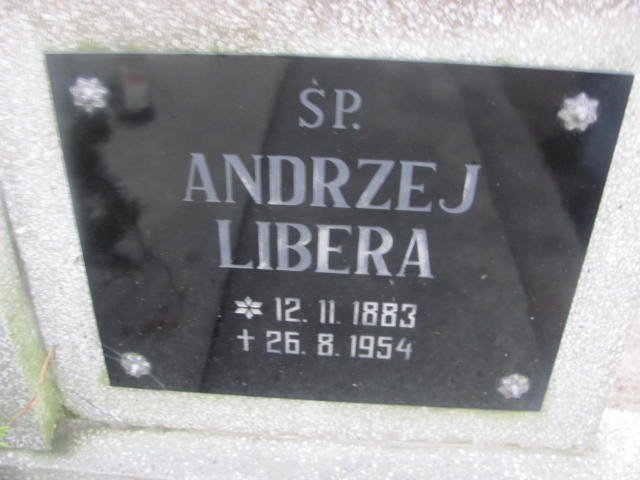 ŚP.
ANDRZEJ
LIBERA
* 12. 11. 1883
† 26. 8. 1954